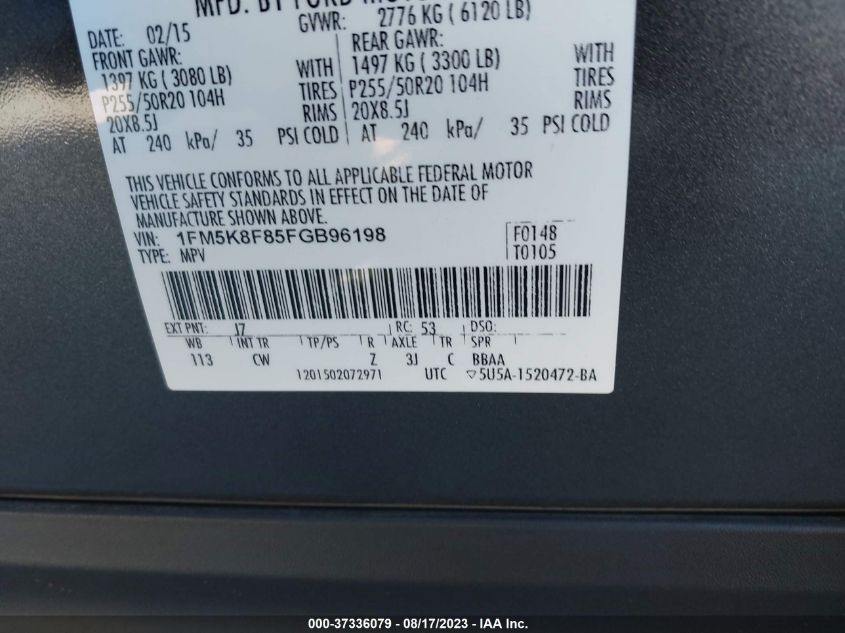 MFD. BY FORD
GVWR: 2776 KG ( 6120 LB)
DATE: 02/15
FRONT GAWR: REAR GAWR:
1397 KG ( 3080 LB) WITH 1497 KG ( 3300 LB) WITH
P255/50R20 104H TIRES P255/50R20 104H TIRES
20X8.5J RIMS 20X8.5J RIMS
AT 240 kPa/ 35 PSI COLD AT 240 kPa/ 35 PSI COLD
THIS VEHICLE CONFORMS TO ALL APPLICABLE FEDERAL MOTOR
VEHICLE SAFETY STANDARDS IN EFFECT ON THE DATE OF
MANUFACTURE SHOWN ABOVE.
VIN: 1FM5K8F85FGB96198 F0148
TYPE: MPV T0105
EXT PNT: J7 RC: 53 DSO:
WB INT TR TP/PS R AXLE TR SPR
113 CW Z 3J C BBAA
1201502072971 UTC ▽5U5A-1520472-BA
000-37336079 - 08/17/2023 - IAA Inc.